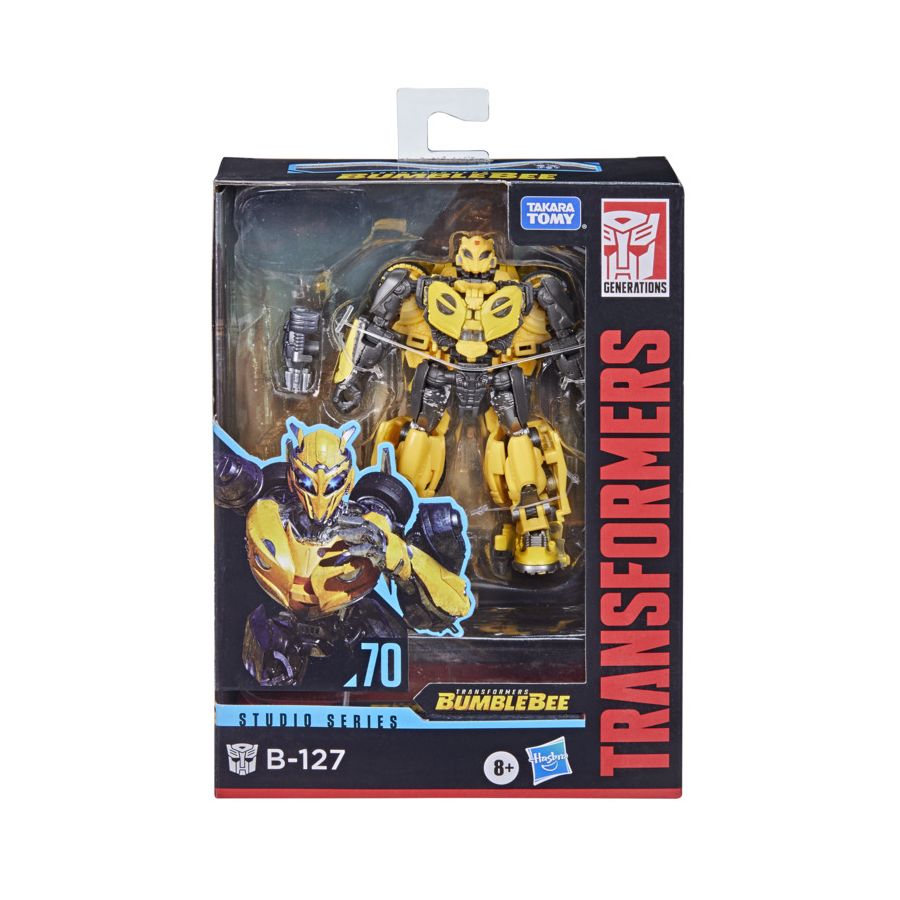 BUMBLEBEE
TAKARA
TOMY
®
GENERATIONS
TRANSFORMERS
70
TRANSFORMERS
BUMBLEBEE
STUDIO SERIES
B-127
8+
Hasbro